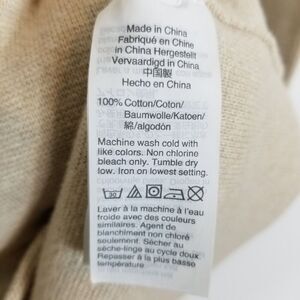 Made in China
Fabriqué en Chine
in China Hergestelt
Vervaardigd in China
中国製
Hecho en China
100% Cotton/Coton/
Baumwolle/Katoen/
綿/algodón
Machine wash cold with
like colors. Non chlorine
bleach only. Tumble dry
low. Iron on lowest setting.
Laver à la machine à l'eau
froide avec des couleurs
similaires. Agent de
blanchiment non chloré
seulement. Sécher au
sèche-linge au cycle doux.
Repasser à la plus basse
température.